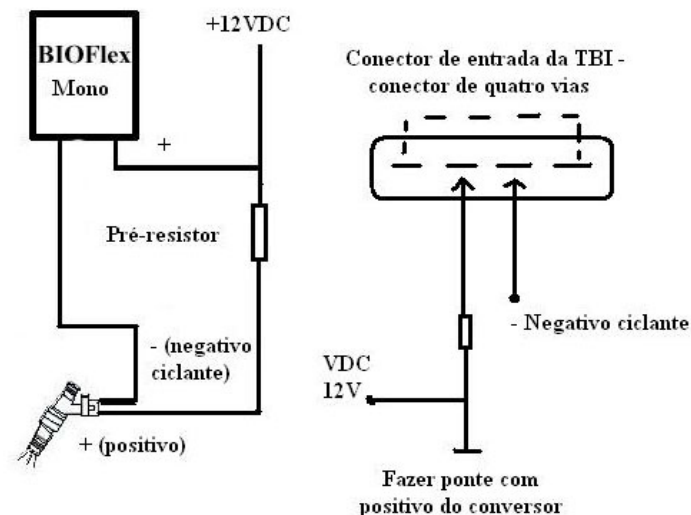 +12VDC
BIOFlex
Mono
+
Pré-resistor
- (negativo
ciclante)
+ (positivo)
Conector de entrada da TBI -
conector de quatro vias
- Negativo ciclante
VDC
12V
Fazer ponte com
positivo do conversor